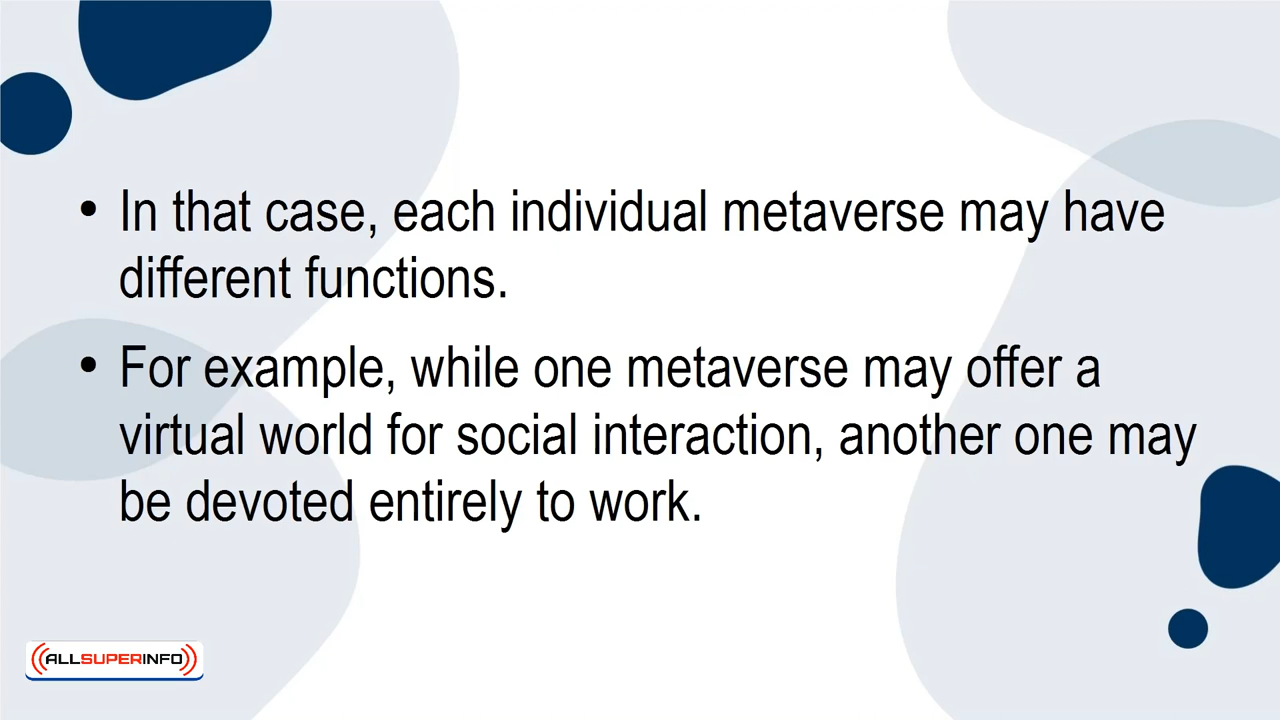 • In that case, each individual metaverse may have
different functions.
• For example, while one metaverse may offer a
virtual world for social interaction, another one may
be devoted entirely to work.
ALLSUPERINFO